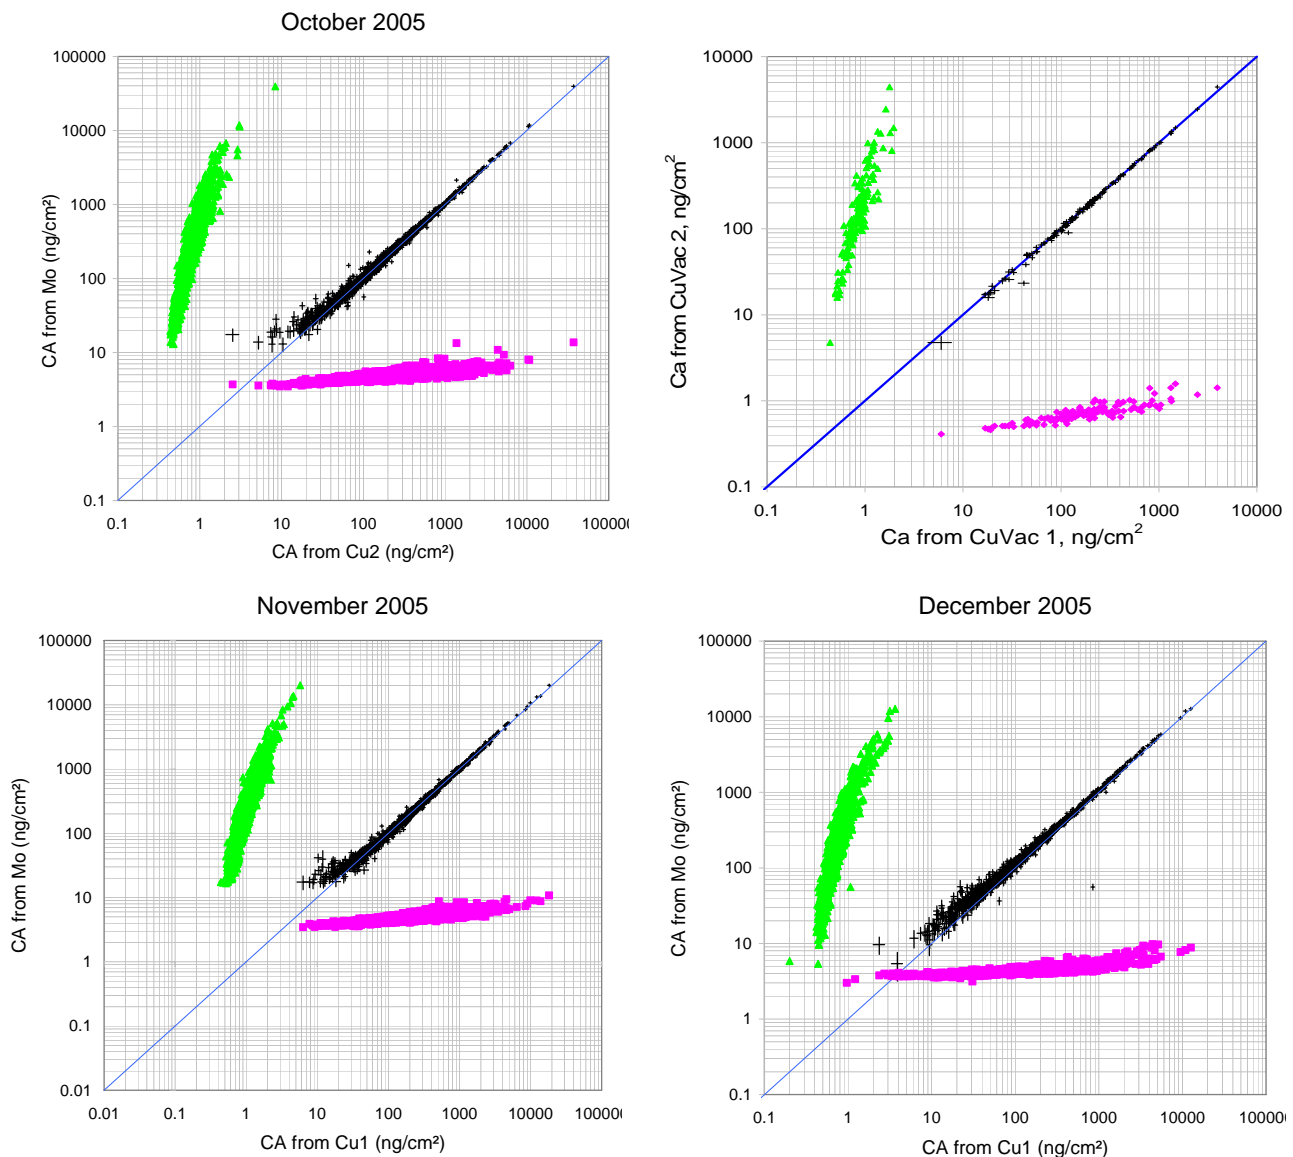 October 2005
100000
10000
1000
100
10
1
0.1
0.1 1 10 100 1000 10000 100000
CA from Mo (ng/cm²)
CA from Cu2 (ng/cm²)
10000
1000
100
10
1
0.1
0.1 1 10 100 1000 10000
Ca from CuVac 2, ng/cm²
Ca from CuVac 1, ng/cm²
November 2005
100000
10000
1000
100
10
1
0.1
0.01
0.01 0.1 1 10 100 1000 10000 100000
CA from Mo (ng/cm²)
CA from Cu1 (ng/cm²)
December 2005
100000
10000
1000
100
10
1
0.1
0.1 1 10 100 1000 10000 100000
CA from Mo (ng/cm²)
CA from Cu1 (ng/cm²)